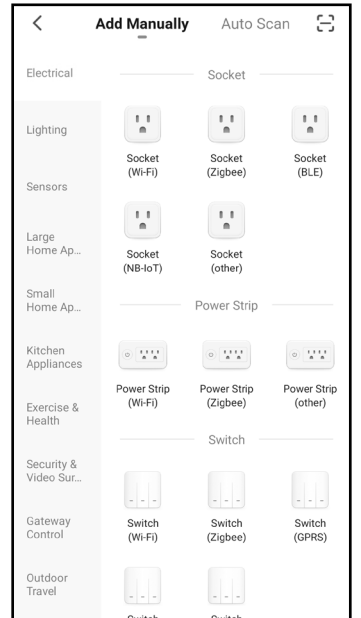 Add Manually
Auto Scan
Electrical
Lighting
Sensors
Large
Home Ap...
Small
Home Ap...
Kitchen
Appliances
Exercise &
Health
Security &
Video Sur...
Gateway
Control
Outdoor
Travel
Socket
Socket
(Wi-Fi)
Socket
(Zigbee)
Socket
(BLE)
Socket
(NB-IoT)
Socket
(other)
Power Strip
Power Strip
(Wi-Fi)
Power Strip
(Zigbee)
Power Strip
(other)
Switch
Switch
(Wi-Fi)
Switch
(Zigbee)
Switch
(GPRS)
Switch
Switch